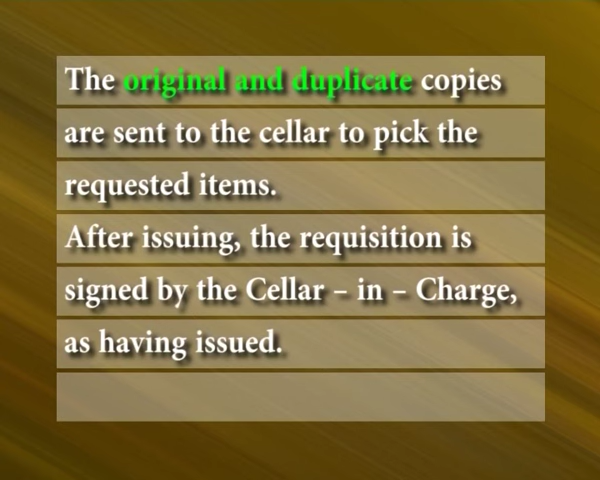 The original and duplicate copies
are sent to the cellar to pick the
requested items.
After issuing, the requisition is
signed by the Cellar – in – Charge,
as having issued.